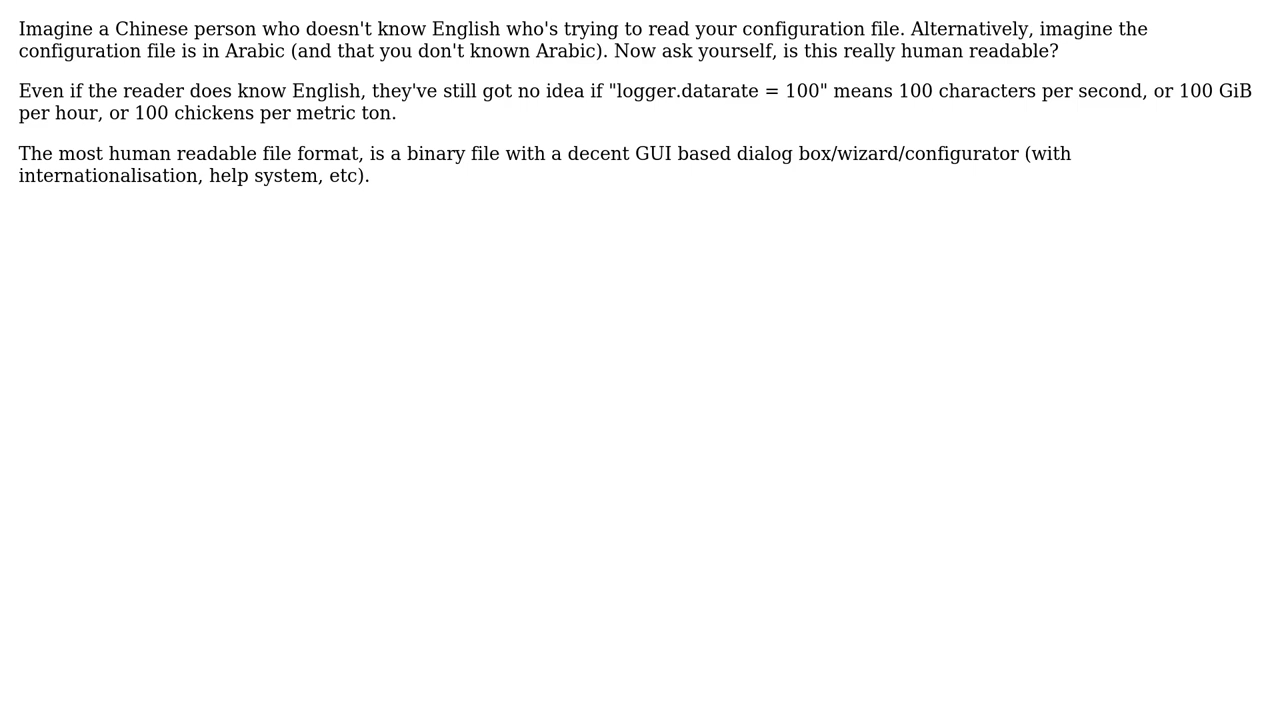 Imagine a Chinese person who doesn't know English who's trying to read your configuration file. Alternatively, imagine the
configuration file is in Arabic (and that you don't known Arabic). Now ask yourself, is this really human readable?
Even if the reader does know English, they've still got no idea if "logger.datarate = 100" means 100 characters per second, or 100 GiB
per hour, or 100 chickens per metric ton.
The most human readable file format, is a binary file with a decent GUI based dialog box/wizard/configurator (with
internationalisation, help system, etc).